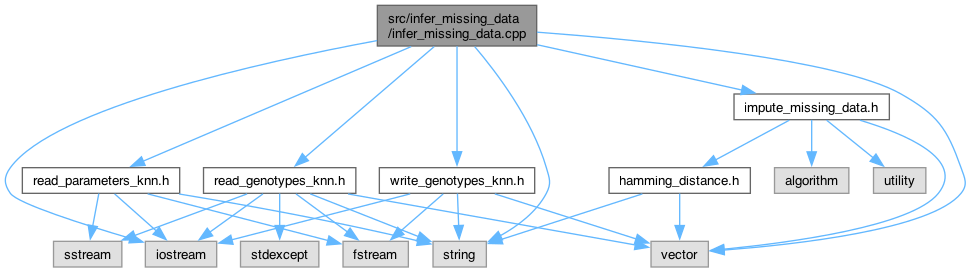 src/infer_missing_data
/infer_missing_data.cpp
impute_missing_data.h
read_parameters_knn.h
read_genotypes_knn.h
write_genotypes_knn.h
hamming_distance.h
algorithm
utility
sstream
iostream
stdexcept
fstream
string
vector